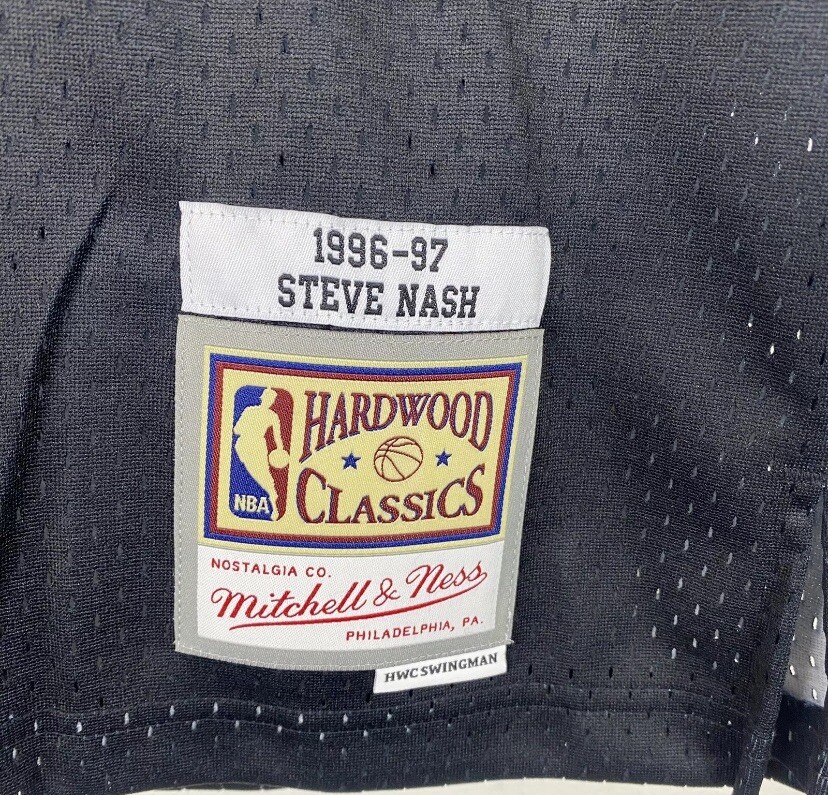 1996-97
STEVE NASH
HARDWOOD
CLASSICS
NBA
NOSTALGIA CO.
Mitchell & Ness
PHILADELPHIA, PA.
HWC SWINGMAN